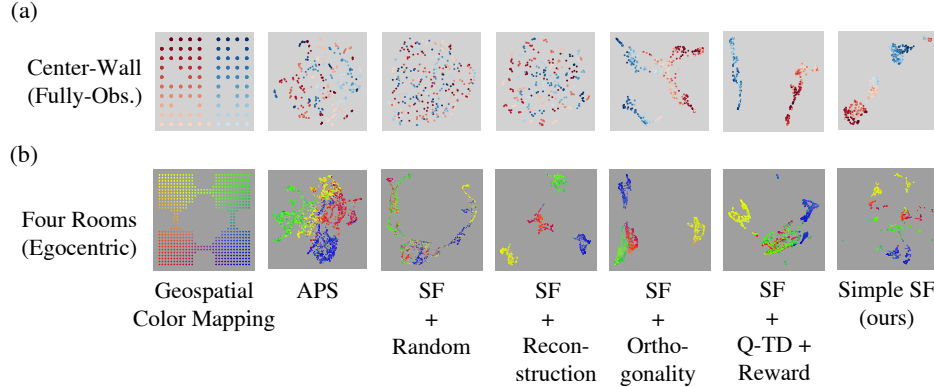 (a)
Center-Wall
(Fully-Obs.)
(b)
Four Rooms
(Egocentric)
Geospatial
Color Mapping
APS
SF
+
Random
SF
+
Recon-
struction
SF
+
Ortho-
gonality
SF
+
Q-TD +
Reward
Simple SF
(ours)